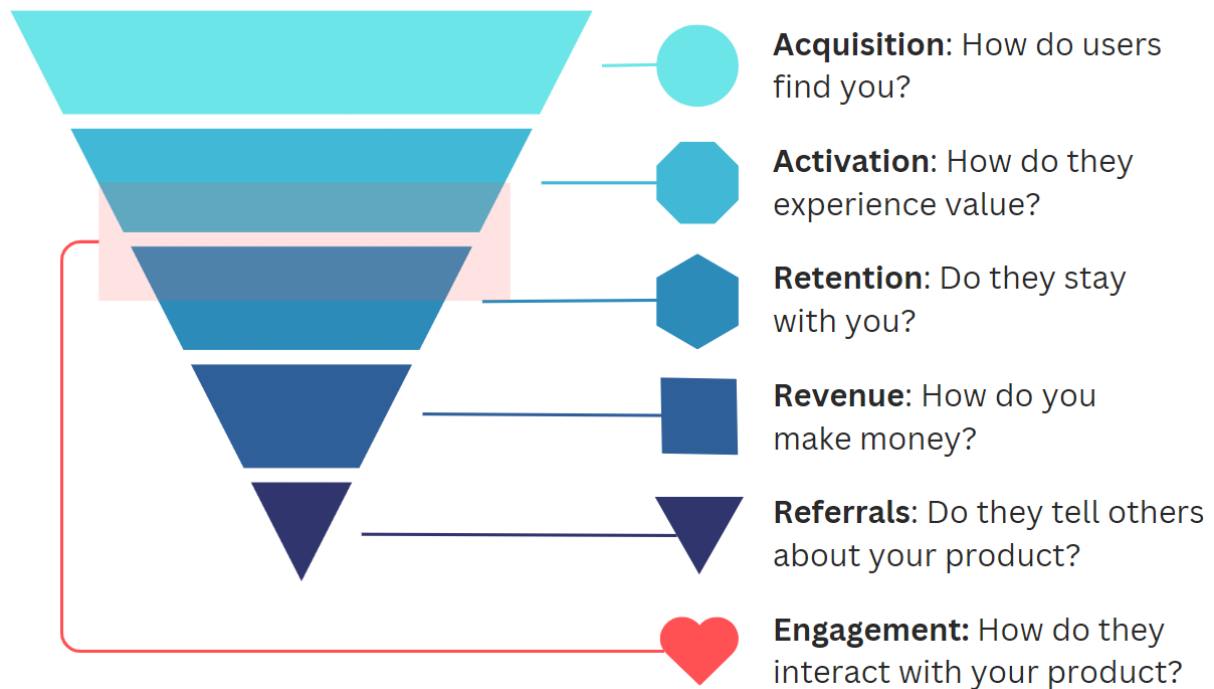 Acquisition: How do users
find you?
Activation: How do they
experience value?
Retention: Do they stay
with you?
Revenue: How do you
make money?
Referrals: Do they tell others
about your product?
Engagement: How do they
interact with your product?